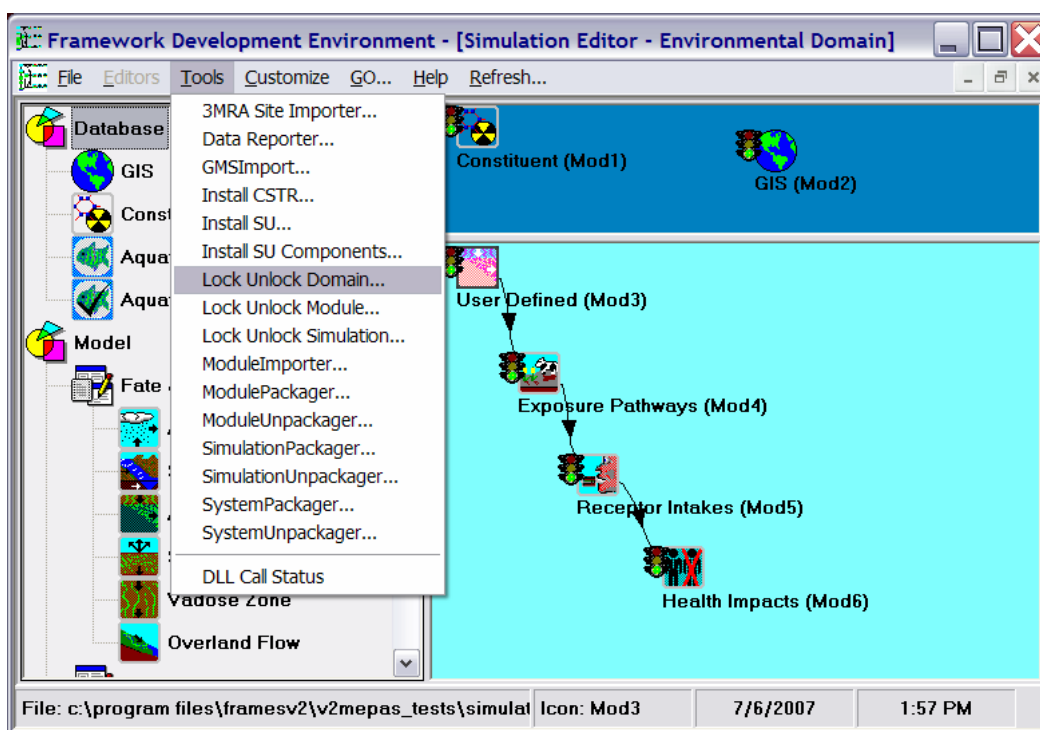 Framework Development Environment - [Simulation Editor - Environmental Domain]
File Editors Tools Customize GO... Help Refresh...
3MRA Site Importer...
Data Reporter...
GMSImport...
Install CSTR...
Install SU...
Install SU Components...
Lock Unlock Domain...
Lock Unlock Module...
Lock Unlock Simulation...
ModuleImporter...
ModulePackager...
ModuleUnpackager...
SimulationPackager...
SimulationUnpackager...
SystemPackager...
SystemUnpackager...
DLL Call Status
Database
GIS
Model
Fate
Vadose Zone
Overland Flow
Constituent (Mod1)
GIS (Mod2)
User Defined (Mod3)
Exposure Pathways (Mod4)
Receptor Intakes (Mod5)
Health Impacts (Mod6)
File: c:\program files\framesv2\v2mepas_tests\simulat Icon: Mod3 7/6/2007 1:57 PM